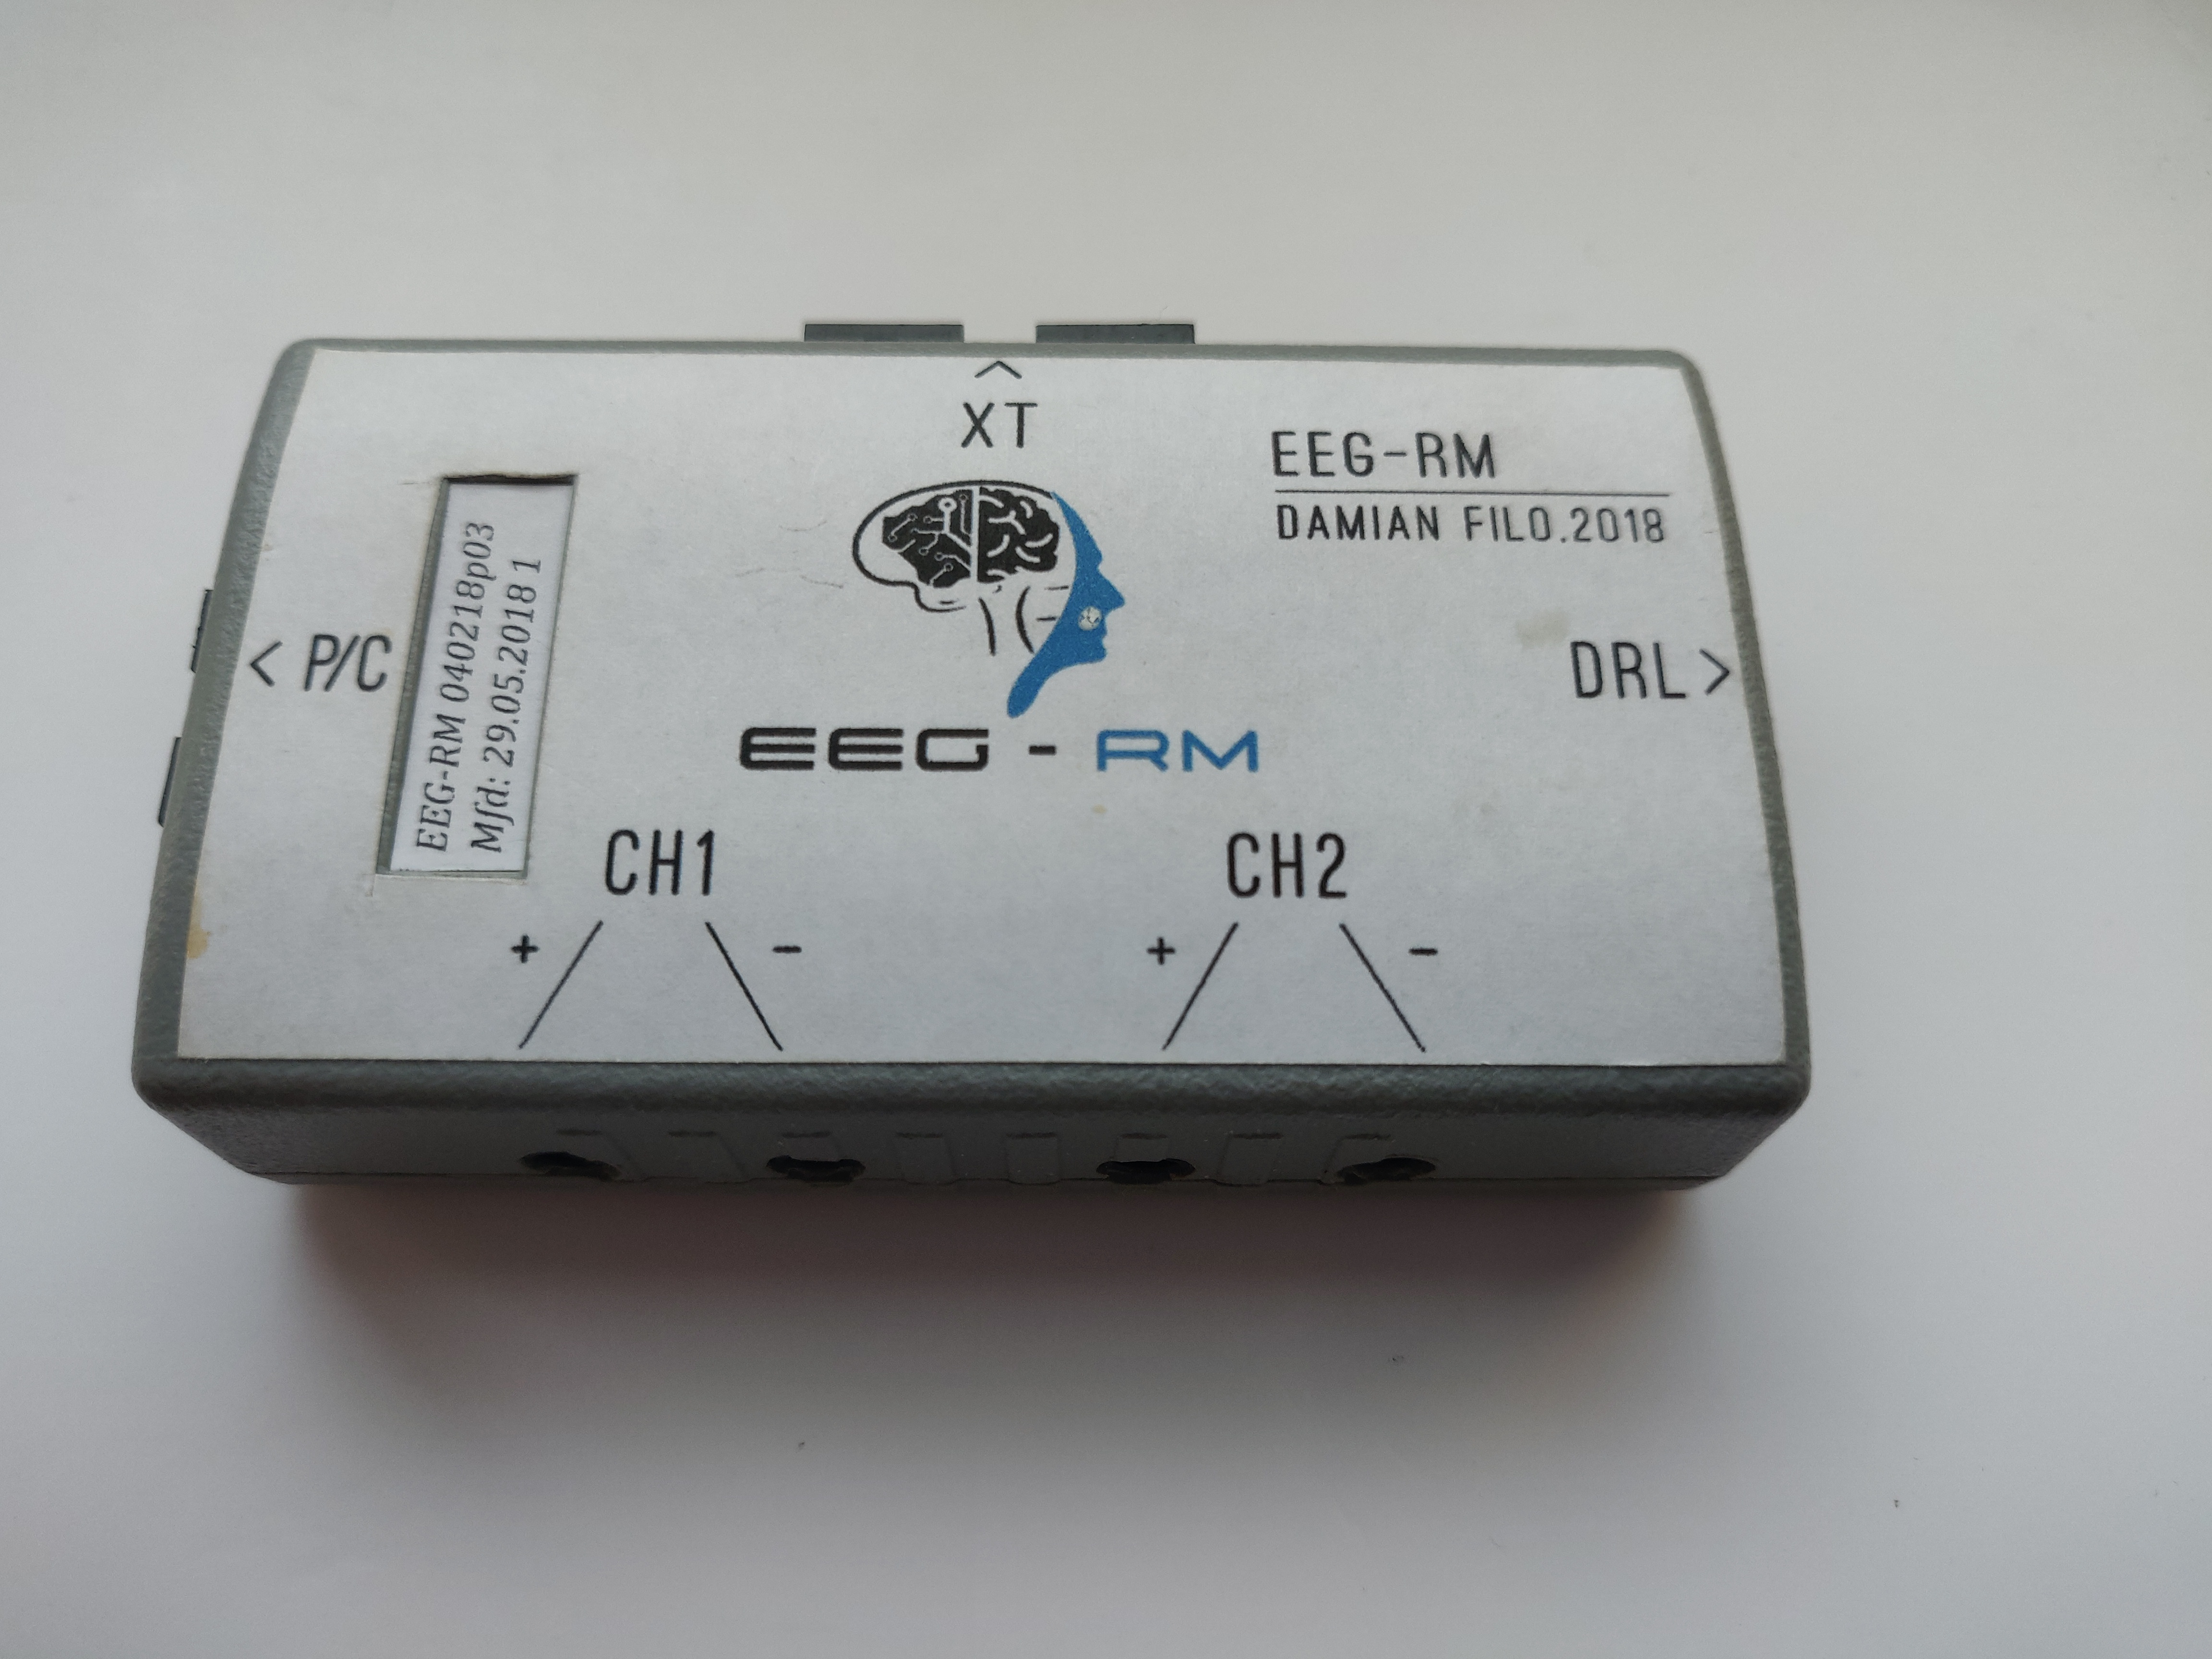 ^
XT
EEG-RM
DAMIAN FILO.2018
< P/C
EEG-RM 040218p03
Mfd: 29.05.2018 1
DRL >
EEG - RM
CH1
+ -
CH2
+ -